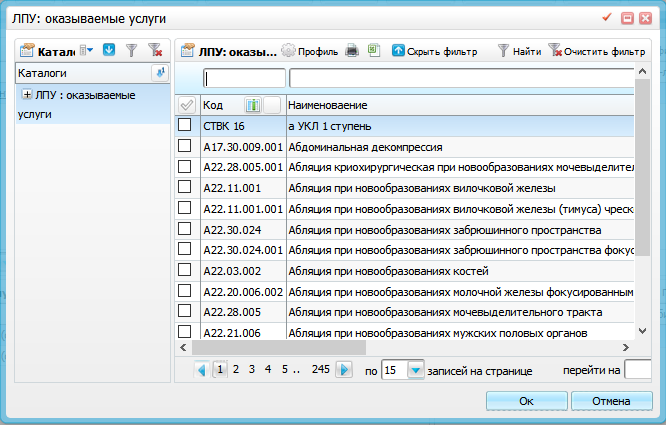 ЛПУ: оказываемые услуги
Катало
ЛПУ: оказы...
Профиль
Скрыть фильтр
Найти
Очистить фильтр
Каталоги
ЛПУ : оказываемые
услуги
Код
Наименоваение
СТВК 16 а УКЛ 1 ступень
A17.30.009.001 Абдоминальная декомпрессия
A22.28.005.001 Абляция криохирургическая при новообразованиях мочевыделител
A22.11.001 Абляция при новообразованиях вилочковой железы
A22.11.001.001 Абляция при новообразованиях вилочковой железы (тимуса) чреск
A22.30.024 Абляция при новообразованиях забрюшинного пространства
A22.30.024.001 Абляция при новообразованиях забрюшинного пространства фокус
A22.03.002 Абляция при новообразованиях костей
A22.20.006.002 Абляция при новообразованиях молочной железы фокусированным
A22.28.005 Абляция при новообразованиях мочевыделительного тракта
A22.21.006 Абляция при новообразованиях мужских половых органов
1 2 3 4 5 .. 245 по 15 записей на странице перейти на
Ок Отмена